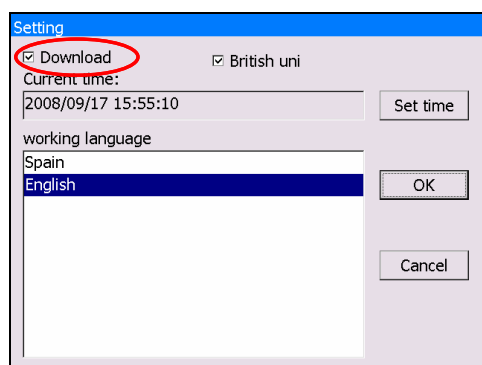 Setting
Download
British uni
Current time:
2008/09/17 15:55:10
Set time
working language
Spain
English
OK
Cancel